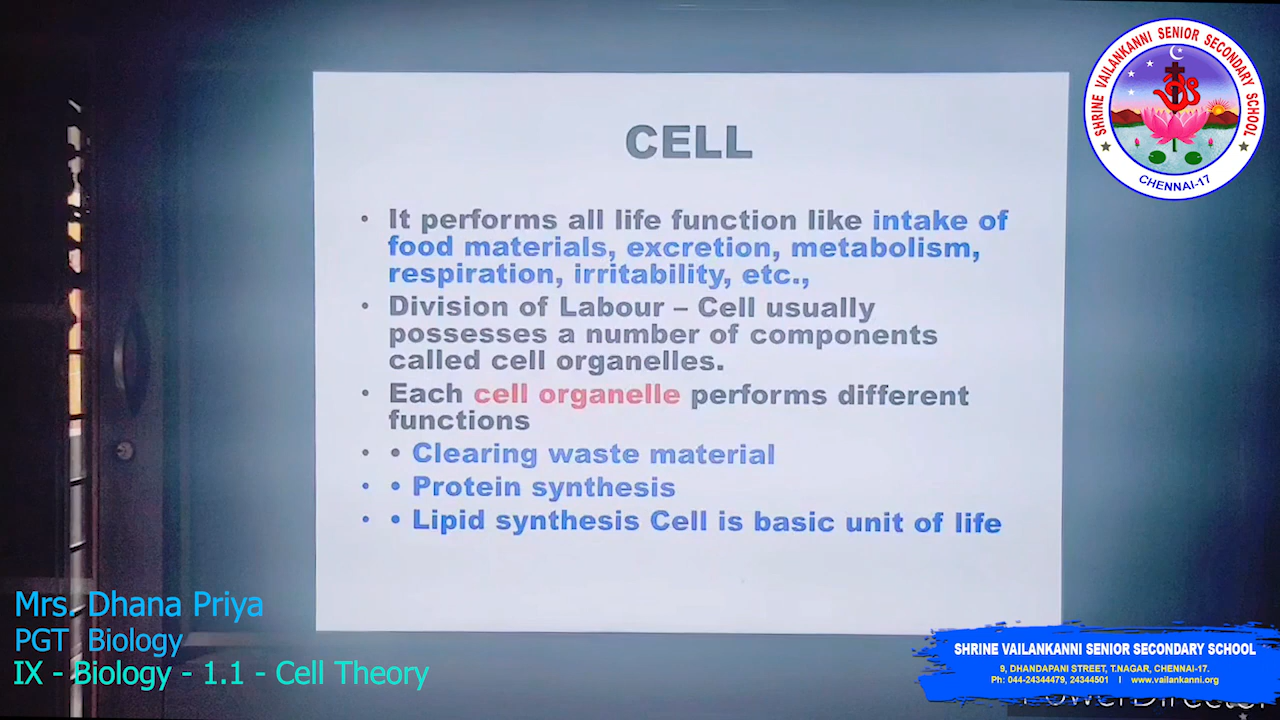 SHRINE VAILANKANNI SENIOR SECONDARY SCHOOL
CHENNAI-17
CELL
• It performs all life function like intake of
food materials, excretion, metabolism,
respiration, irritability, etc.,
• Division of Labour – Cell usually
possesses a number of components
called cell organelles.
• Each cell organelle performs different
functions
• • Clearing waste material
• • Protein synthesis
• • Lipid synthesis Cell is basic unit of life
Mrs. Dhana Priya
PGT Biology
IX - Biology - 1.1 - Cell Theory
SHRINE VAILANKANNI SENIOR SECONDARY SCHOOL
9, DHANDAPANI STREET, T.NAGAR, CHENNAI-17.
Ph: 044-24344479, 24344501 I www.vailankanni.org
PowerDirector